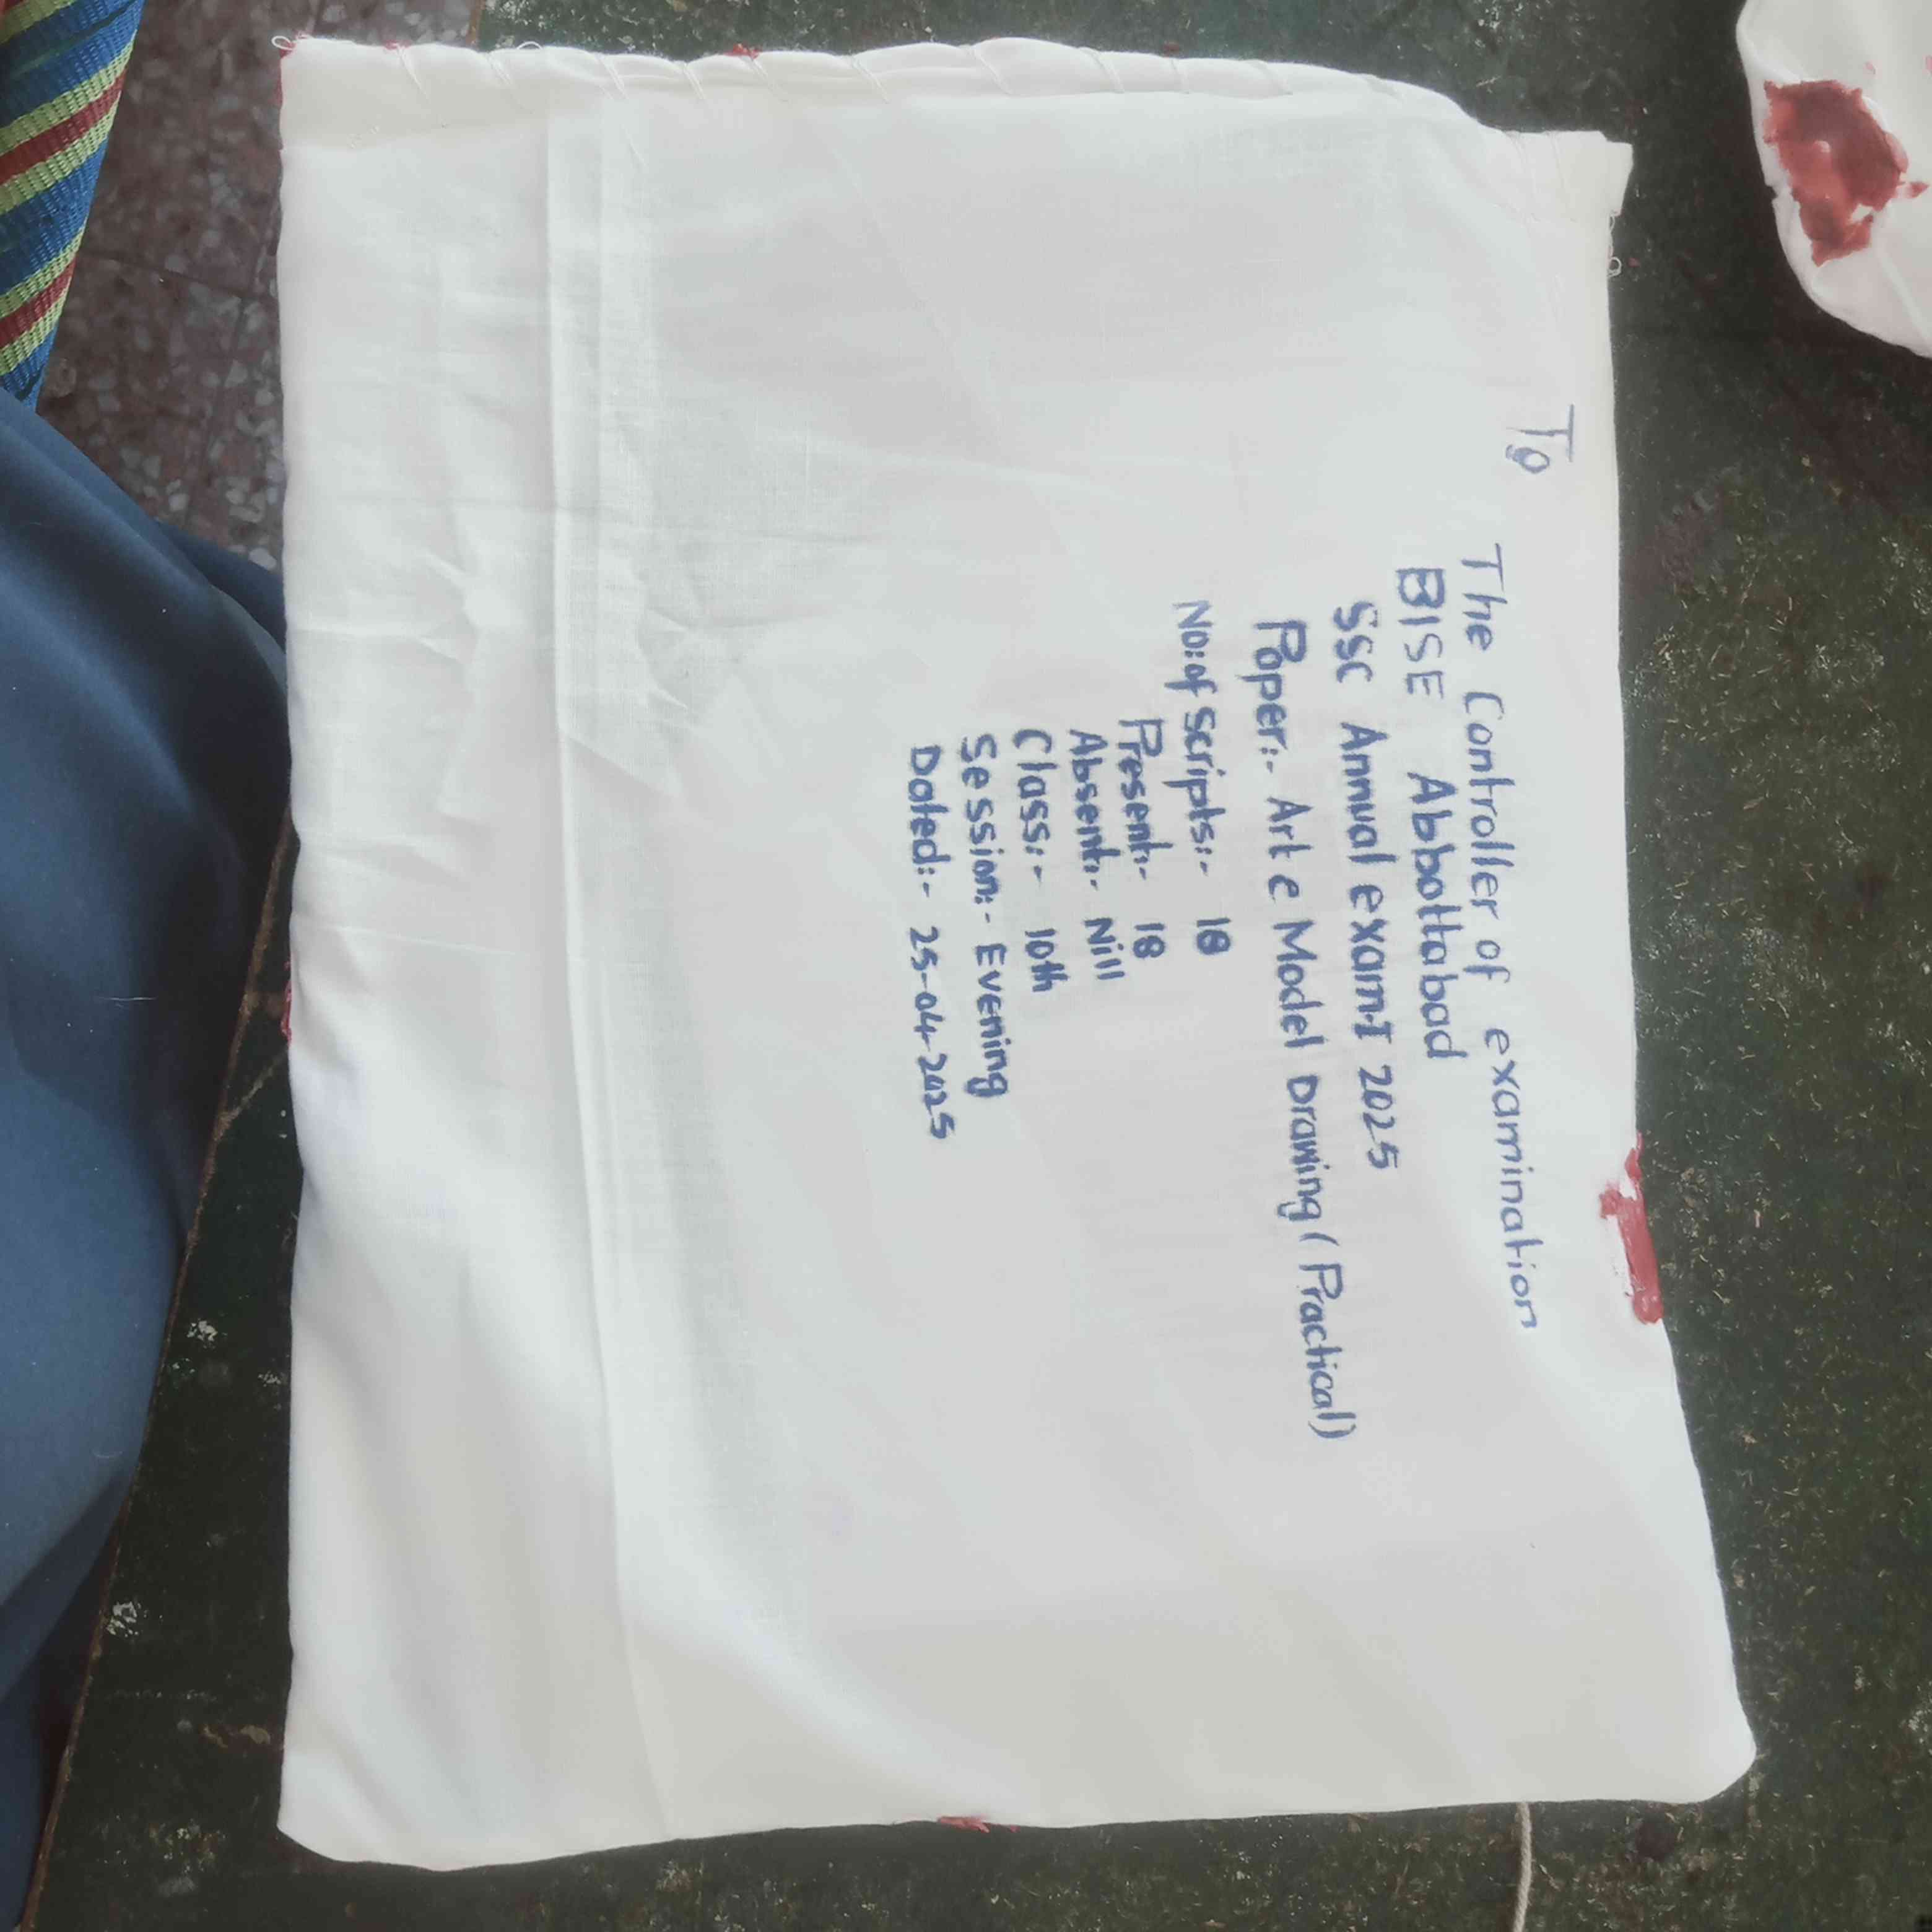 To
The Controller of examination
BISE Abbottabad
SSC Annual exam-I 2025
Paper:- Art e Model Drawing (Practical)
No:of scripts:- 18
Present:- 18
Absent:- Nill
Class:- 10th
Session:- Evening
Dated:- 25-04-2025